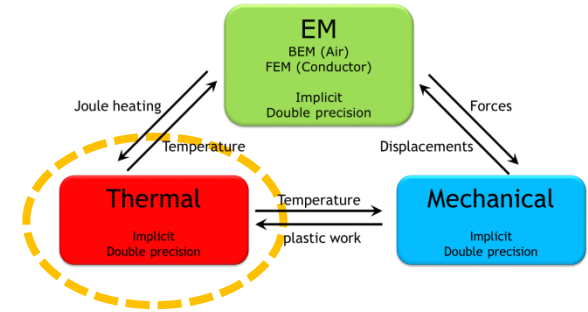 EM
BEM (Air)
FEM (Conductor)
Implicit
Double precision
Joule heating
Forces
Temperature
Displacements
Thermal
Implicit
Double precision
Temperature
plastic work
Mechanical
Implicit
Double precision